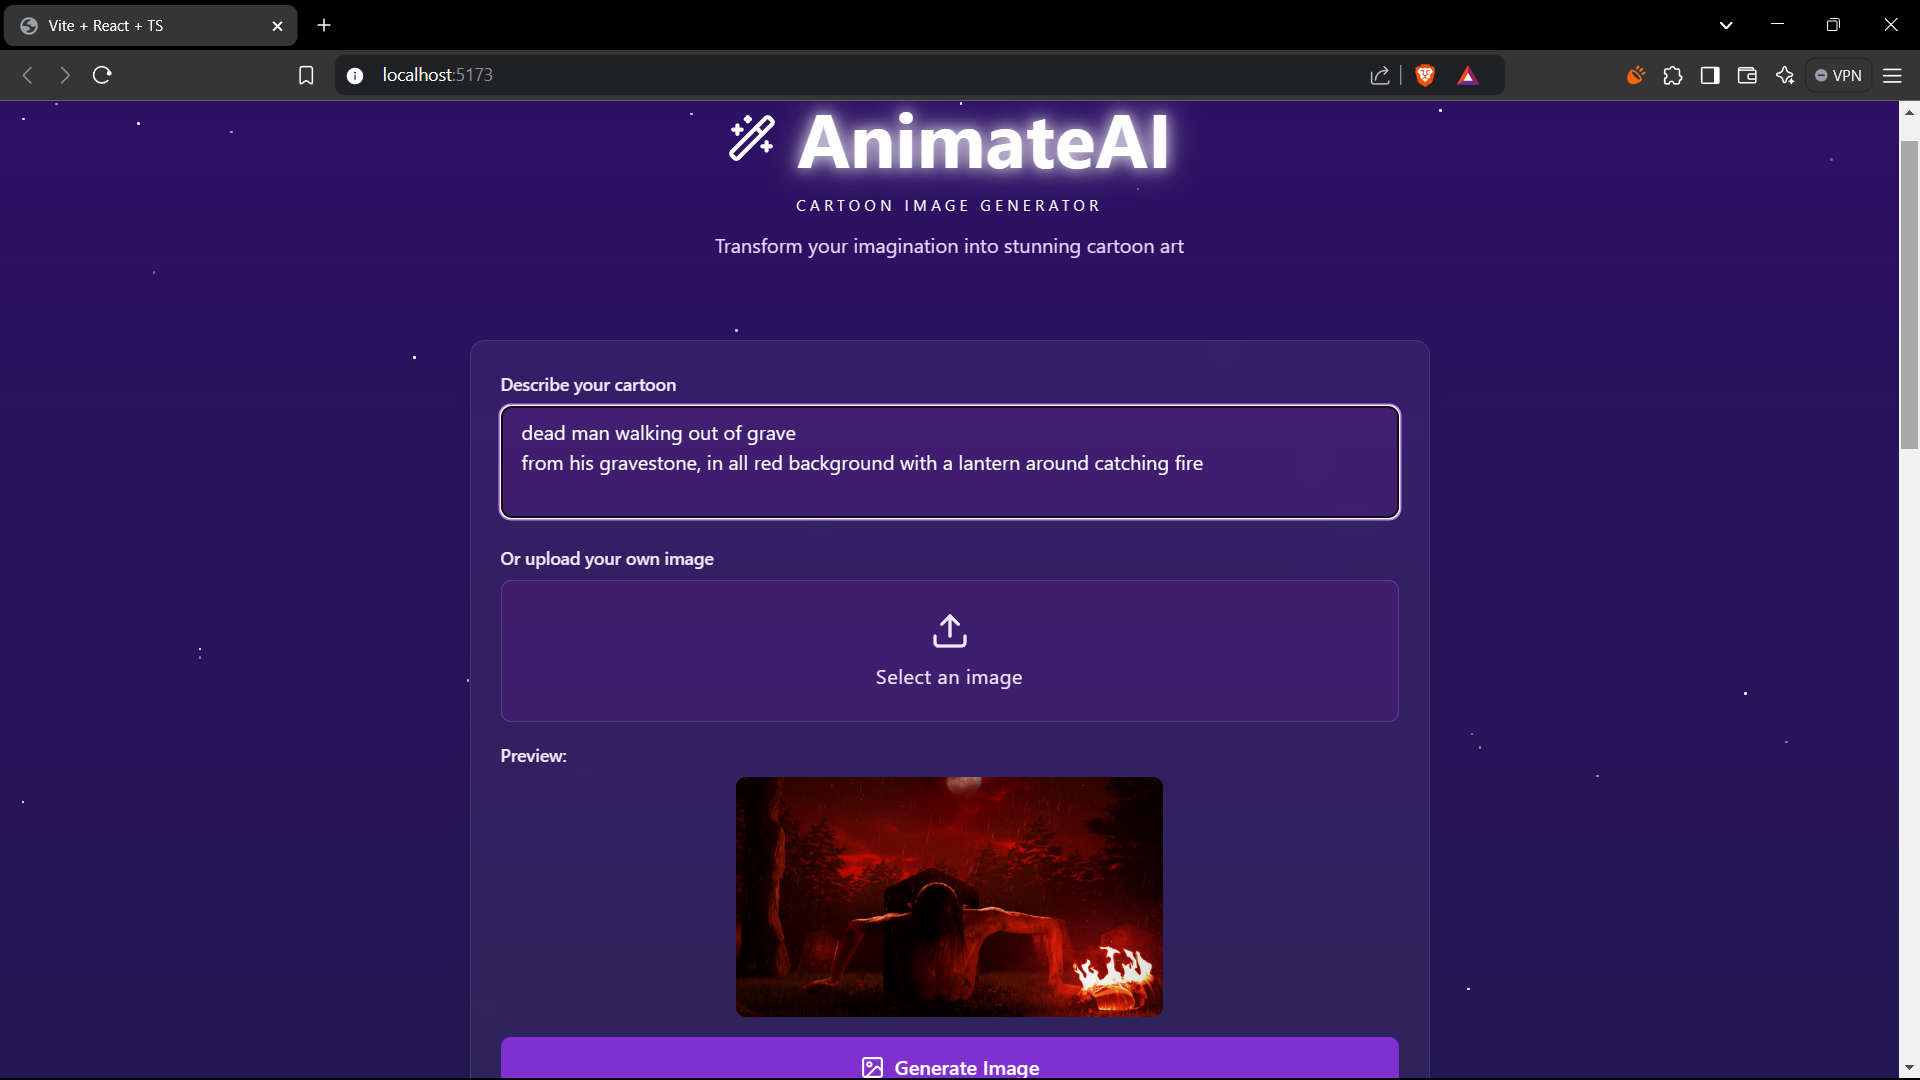 Vite + React + TS
localhost:5173
VPN
AnimateAI
CARTOON IMAGE GENERATOR
Transform your imagination into stunning cartoon art
Describe your cartoon
dead man walking out of grave
from his gravestone, in all red background with a lantern around catching fire
Or upload your own image
Select an image
Preview:
Generate Image